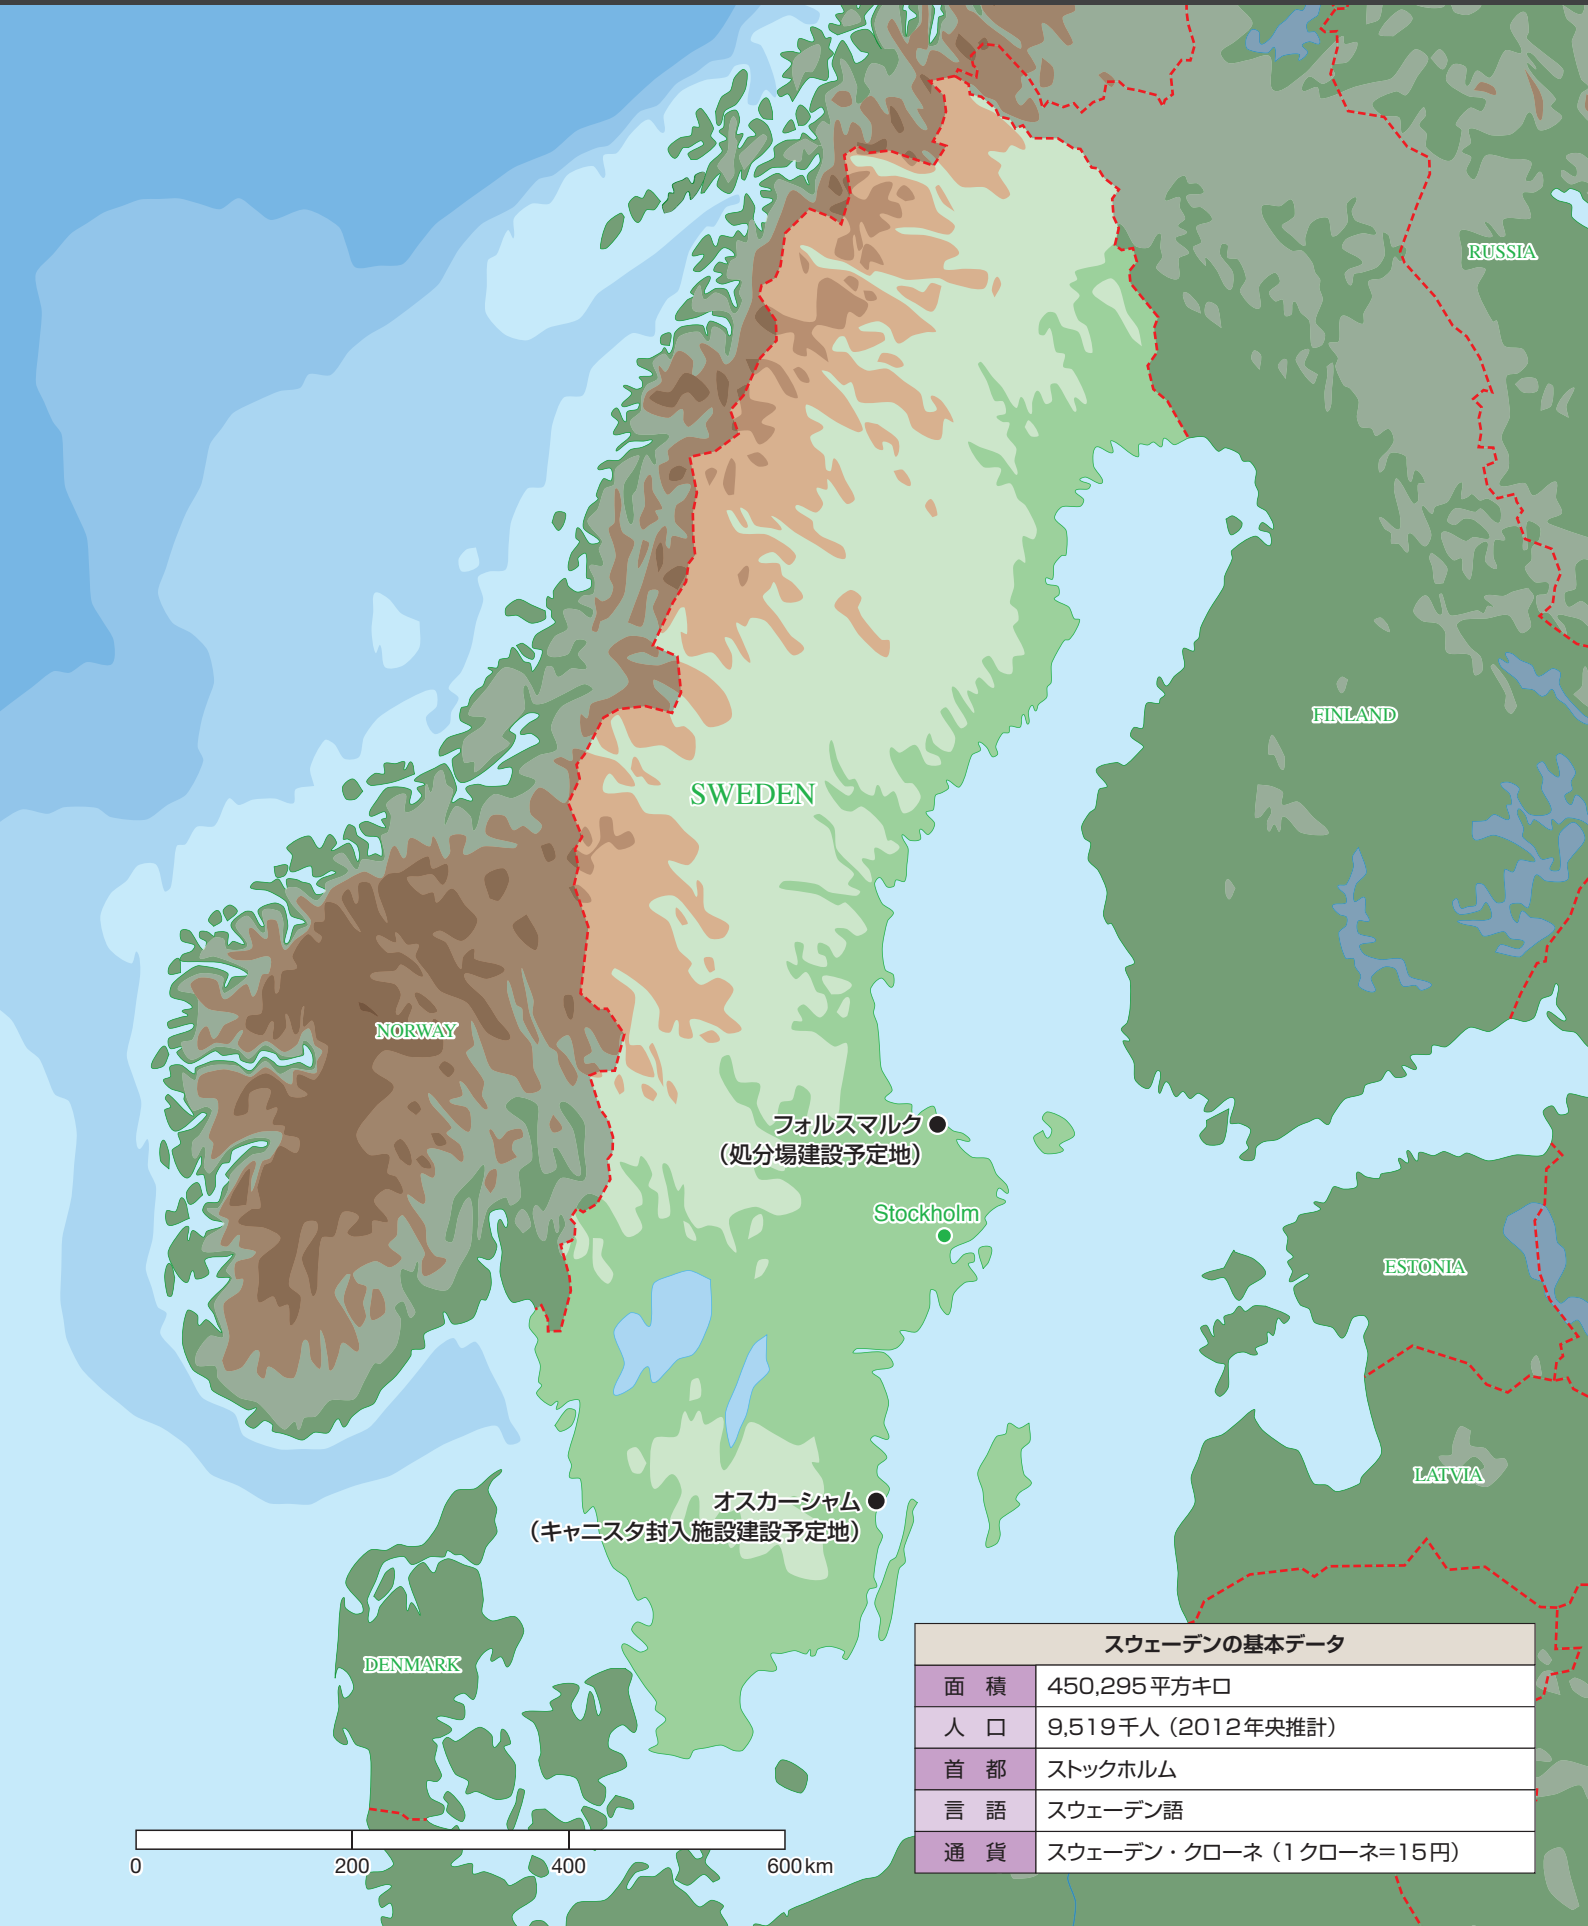 RUSSIA
FINLAND
SWEDEN
NORWAY
フォルスマルク
（処分場建設予定地）
Stockholm
ESTONIA
LATVIA
オスカーシャム
（キャニスタ封入施設建設予定地）
DENMARK
スウェーデンの基本データ
面　積 450,295平方キロ
人　口 9,519千人（2012年央推計）
首　都 ストックホルム
言　語 スウェーデン語
通　貨 スウェーデン・クローネ（1クローネ=15円）
0 200 400 600km